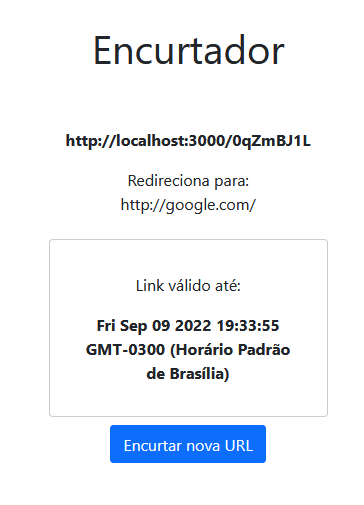 Encurtador
http://localhost:3000/0qZmBJ1L
Redireciona para:
http://google.com/
Link válido até:
Fri Sep 09 2022 19:33:55
GMT-0300 (Horário Padrão
de Brasília)
Encurtar nova URL